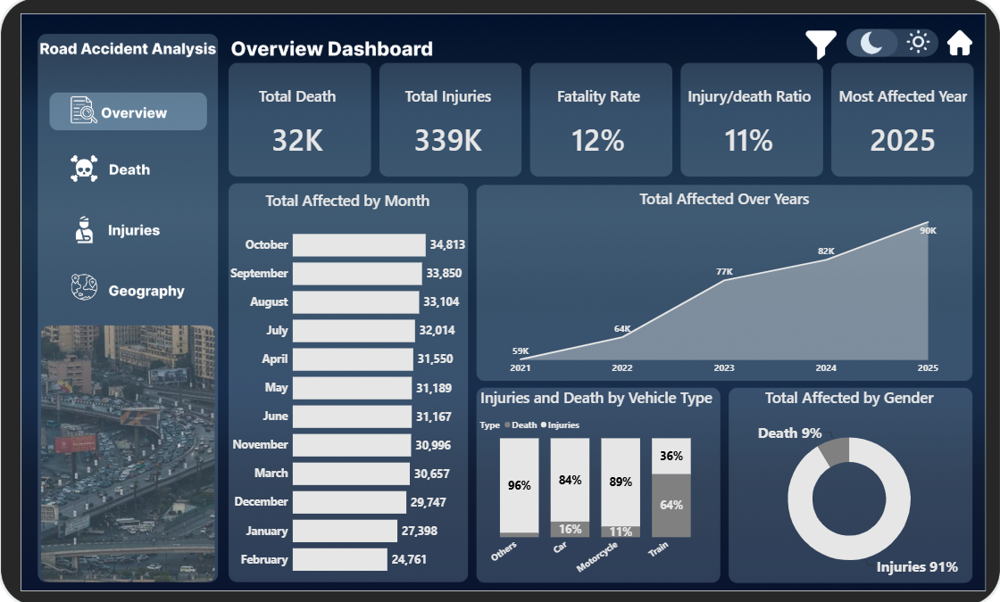 Road Accident Analysis
Overview
Death
Injuries
Geography
Overview Dashboard
Total Death
32K
Total Injuries
339K
Fatality Rate
12%
Injury/death Ratio
11%
Most Affected Year
2025
Total Affected by Month
October 34,813
September 33,850
August 33,104
July 32,014
April 31,550
May 31,189
June 31,167
November 30,996
March 30,657
December 29,747
January 27,398
February 24,761
Total Affected Over Years
59K
64K
77K
82K
90K
2021 2022 2023 2024 2025
Injuries and Death by Vehicle Type
Type Death Injuries
96% 84% 89% 36%
16% 11% 64%
Others Car Motorcycle Train
Total Affected by Gender
Death 9%
Injuries 91%